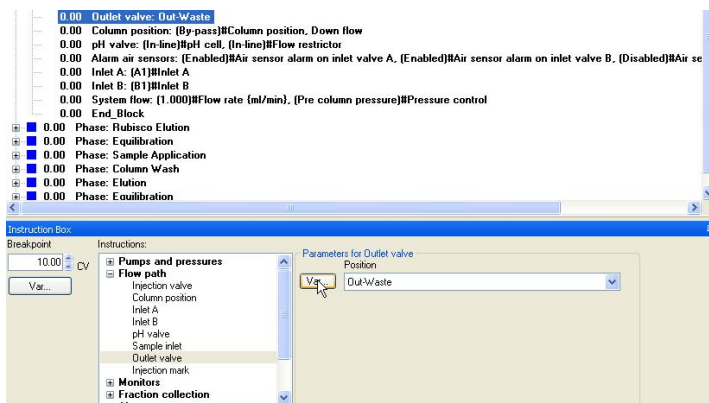 0.00 Outlet valve: Out-Waste
0.00 Column position: (By-pass)#Column position, Down flow
0.00 pH valve: (In-line)#pH cell, (In-line)#Flow restrictor
0.00 Alarm air sensors: (Enabled)#Air sensor alarm on inlet valve A, (Enabled)#Air sensor alarm on inlet valve B, (Disabled)#Air se
0.00 Inlet A: (A1)#Inlet A
0.00 Inlet B: (B1)#Inlet B
0.00 System flow: (1.000)#Flow rate {ml/min}, (Pre column pressure)#Pressure control
0.00 End_Block
0.00 Phase: Rubisco Elution
0.00 Phase: Equilibration
0.00 Phase: Sample Application
0.00 Phase: Column Wash
0.00 Phase: Elution
0.00 Phase: Equilibration
Instruction Box
Breakpoint
10.00 CV
Var...
Instructions:
Pumps and pressures
Flow path
Injection valve
Column position
Inlet A
Inlet B
pH valve
Sample inlet
Outlet valve
Injection mark
Monitors
Fraction collection
Parameters for Outlet valve
Position
Var... Out-Waste